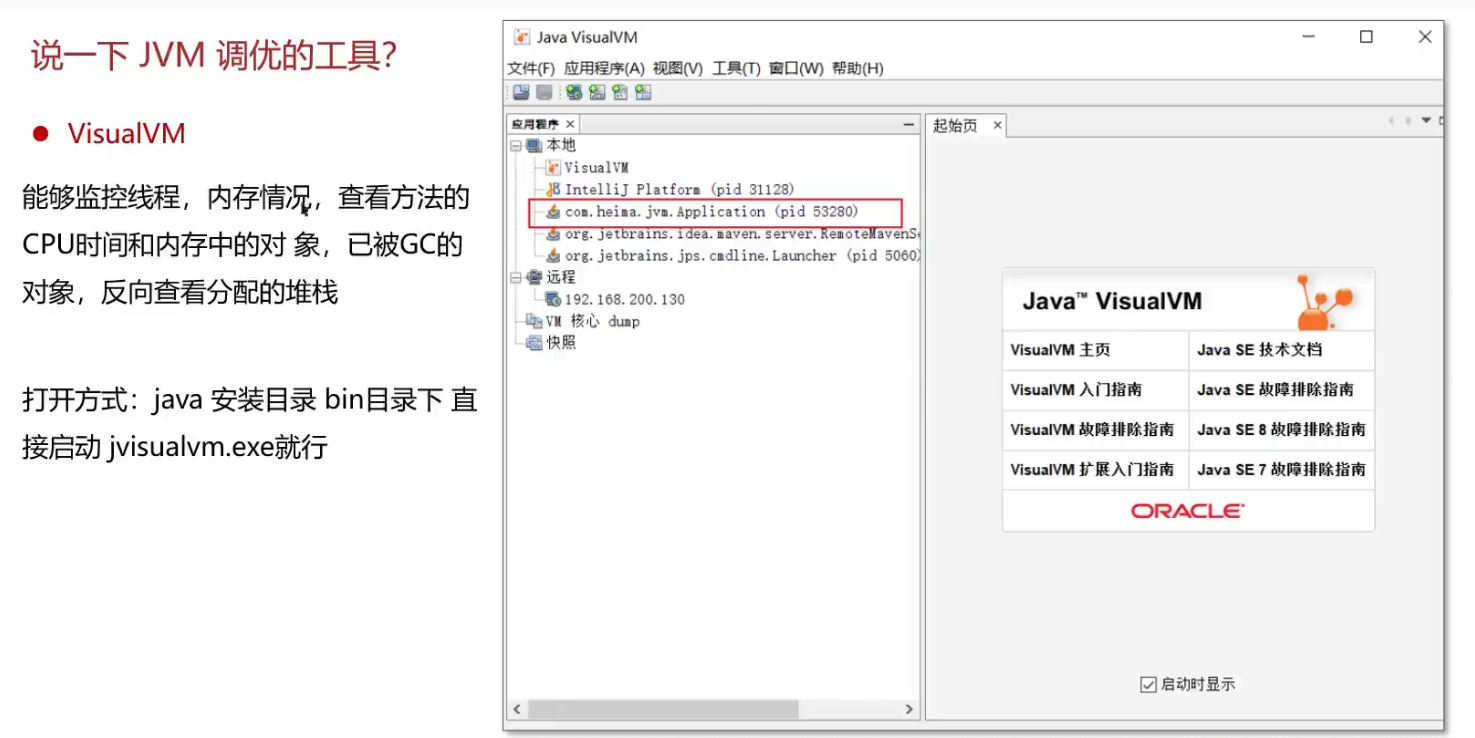 说一下 JVM 调优的工具?
● VisualVM
能够监控线程，内存情况，查看方法的
CPU时间和内存中的对 象，已被GC的
对象，反向查看分配的堆栈
打开方式：java 安装目录 bin目录下 直
接启动 jvisualvm.exe就行
Java VisualVM
文件(F) 应用程序(A) 视图(V) 工具(T) 窗口(W) 帮助(H)
应用程序
本地
VisualVM
IntelliJ Platform (pid 31128)
com.heima.jvm.Application (pid 53280)
org.jetbrains.idea.maven.server.RemoteMavenSe
org.jetbrains.jps.cmdline.Launcher (pid 5060)
远程
192.168.200.130
VM 核心 dump
快照
起始页
Java™ VisualVM
VisualVM 主页 Java SE 技术文档
VisualVM 入门指南 Java SE 故障排除指南
VisualVM 故障排除指南 Java SE 8 故障排除指南
VisualVM 扩展入门指南 Java SE 7 故障排除指南
ORACLE
启动时显示